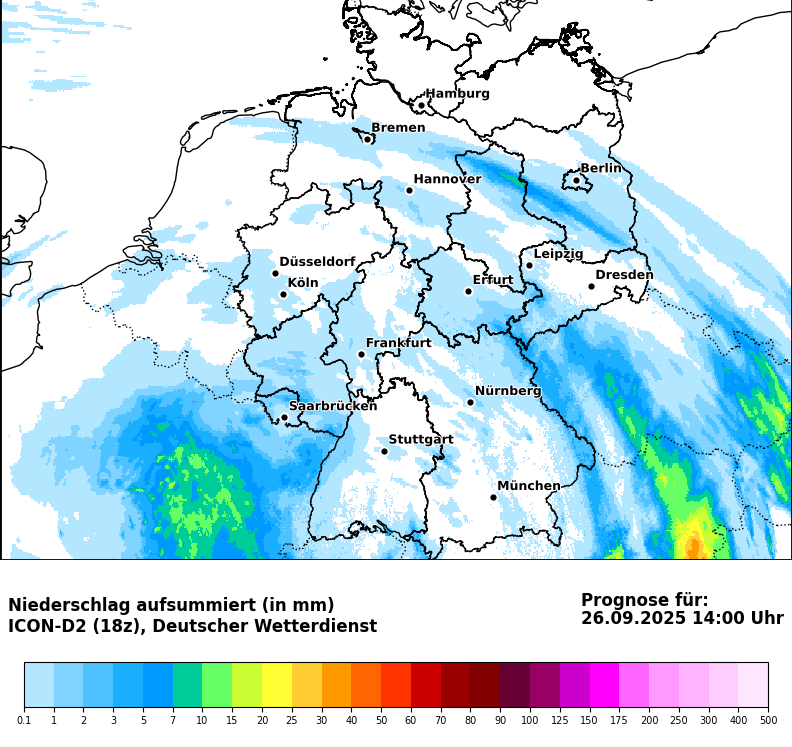 Hamburg
Bremen
Berlin
Hannover
Leipzig
Düsseldorf
Dresden
Köln
Erfurt
Frankfurt
Nürnberg
Saarbrücken
Stuttgart
München
Niederschlag aufsummiert (in mm)
ICON-D2 (18z), Deutscher Wetterdienst
Prognose für:
26.09.2025 14:00 Uhr
0.1 1 2 3 5 7 10 15 20 25 30 40 50 60 70 80 90 100 125 150 175 200 250 300 400 500